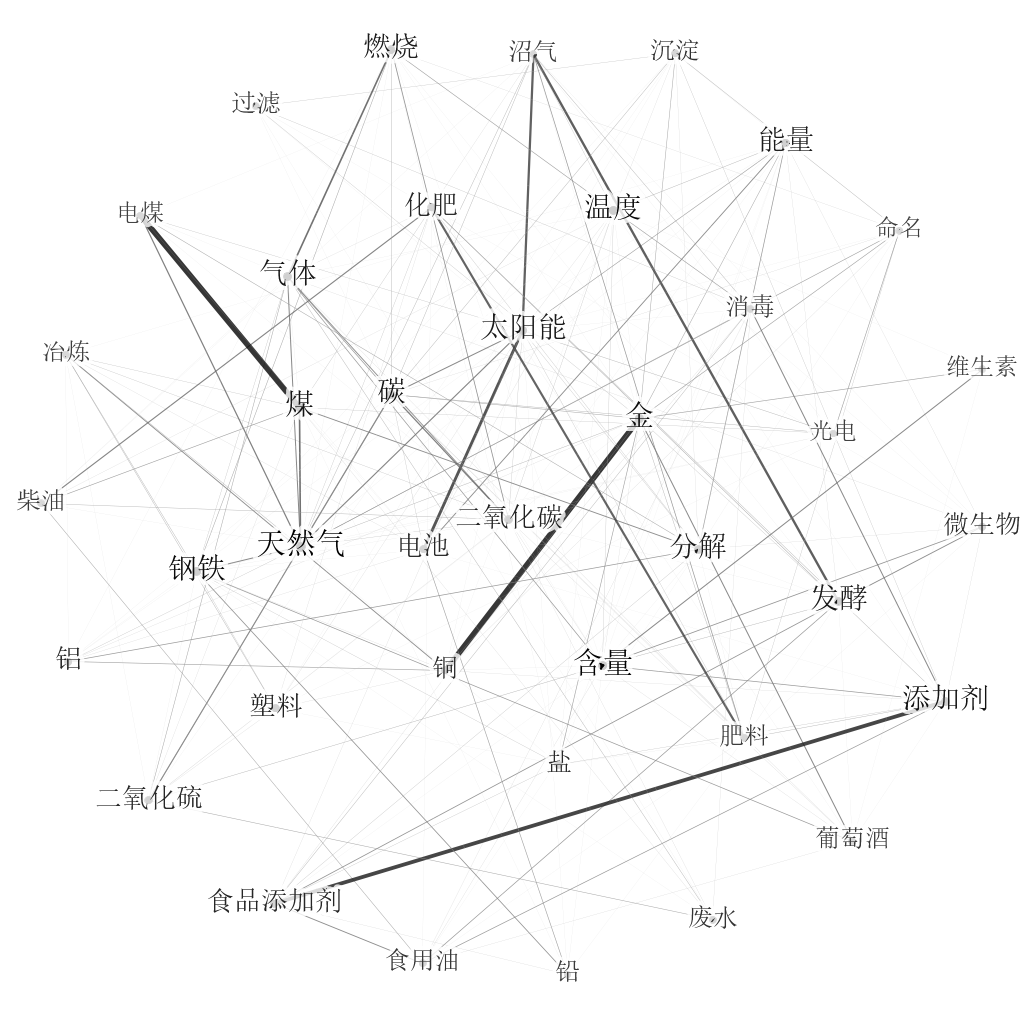 燃烧
沼气
沉淀
过滤
能量
电煤
化肥
温度
命名
气体
消毒
太阳能
冶炼
维生素
煤
碳
金
光电
柴油
二氧化碳
微生物
天然气
电池
分解
钢铁
发酵
铝
铜
含量
添加剂
塑料
肥料
盐
二氧化硫
葡萄酒
食品添加剂
废水
食用油
铅